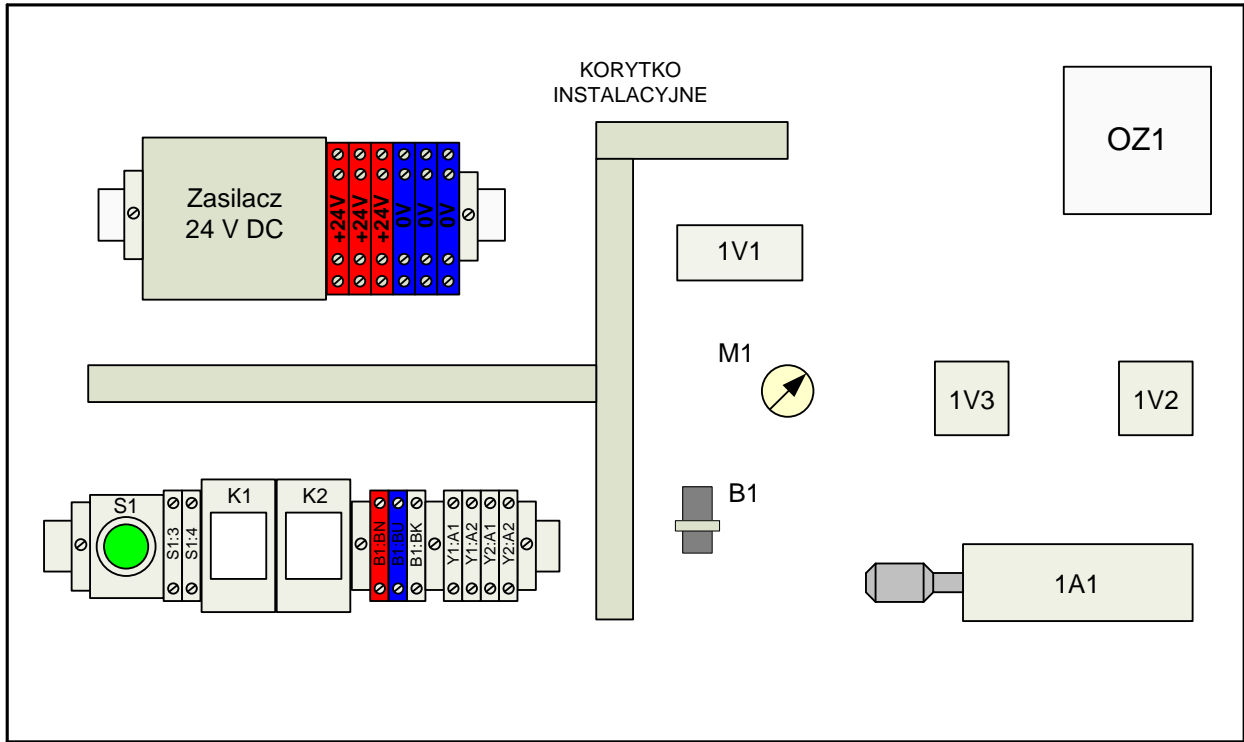 KORYTKO
INSTALACYJNE
OZ1
Zasilacz
24 V DC
+24V
+24V
+24V
0V
0V
0V
1V1
M1
1V3
1V2
S1
S1:3
S1:4
K1
K2
B1:BN
B1:BU
B1:BK
Y1:A1
Y1:A2
Y2:A1
Y2:A2
B1
1A1